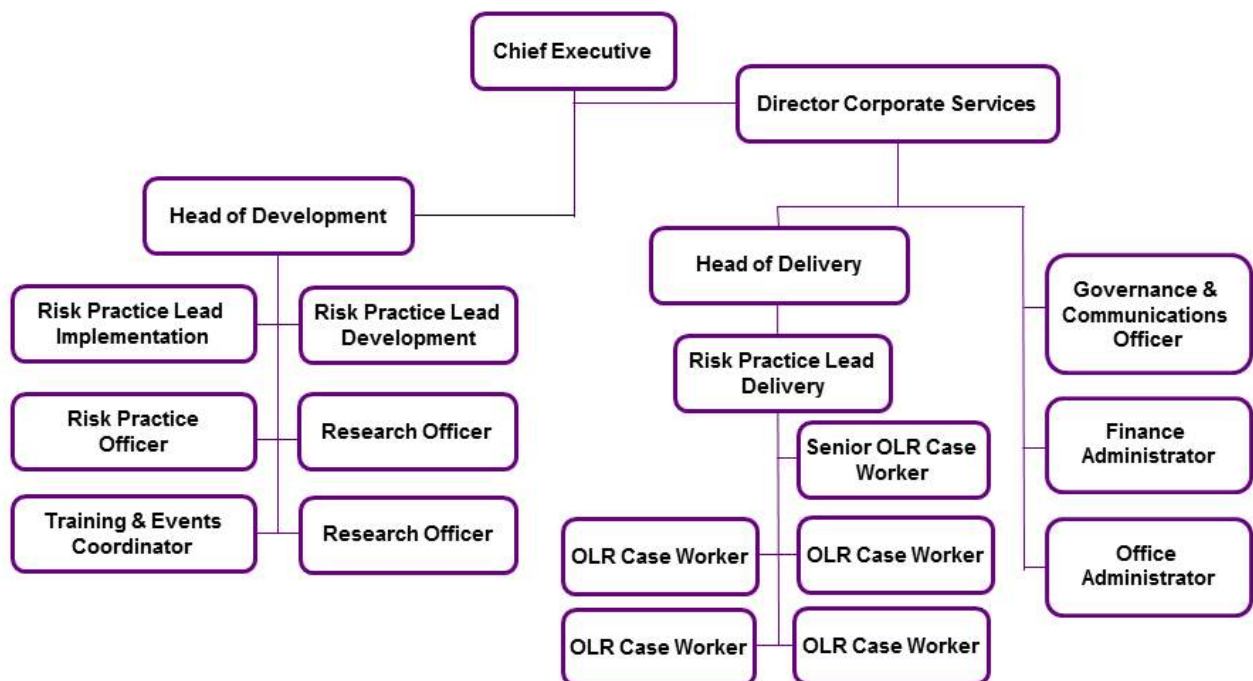 Chief Executive
Director Corporate Services
Head of Development
Head of Delivery
Risk Practice Lead
Implementation
Risk Practice Lead
Development
Governance &
Communications
Officer
Risk Practice Lead
Delivery
Risk Practice
Officer
Research Officer
Senior OLR Case
Worker
Finance
Administrator
Training & Events
Coordinator
Research Officer
OLR Case Worker
OLR Case Worker
Office
Administrator
OLR Case Worker
OLR Case Worker